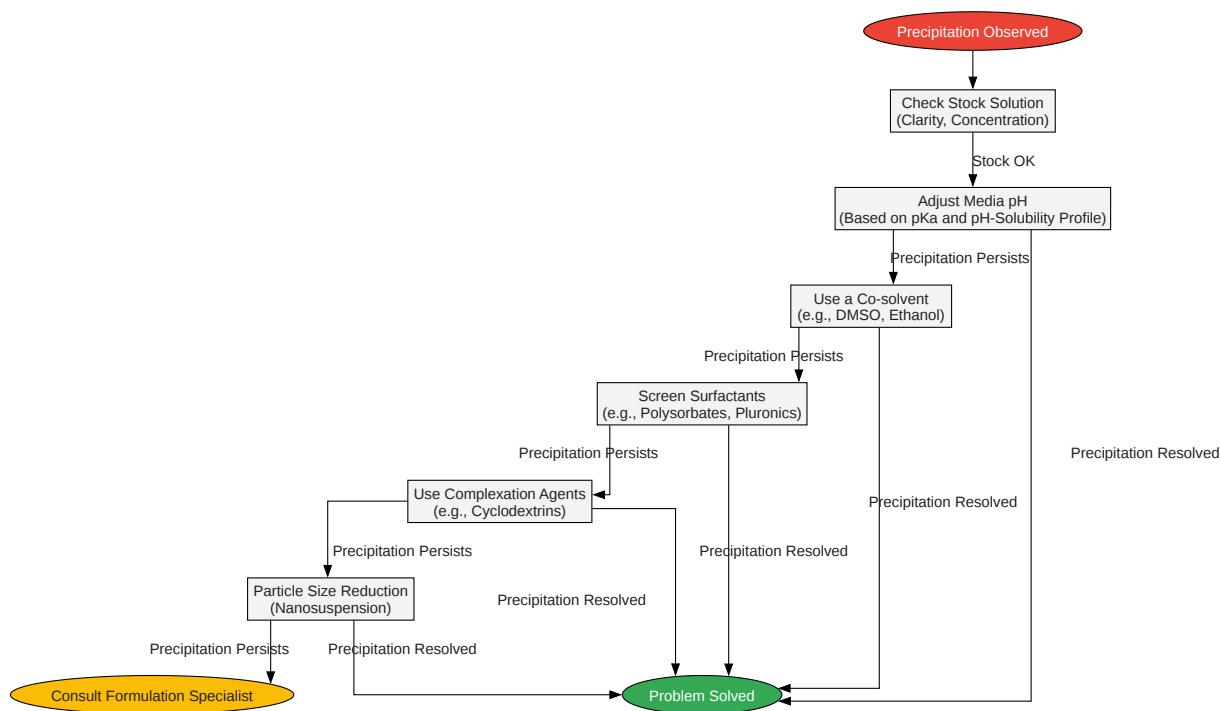 Precipitation Observed
Check Stock Solution
(Clarity, Concentration)
Stock OK
Adjust Media pH
(Based on pKa and pH-Solubility Profile)
Precipitation Persists
Use a Co-solvent
(e.g., DMSO, Ethanol)
Precipitation Persists
Screen Surfactants
(e.g., Polysorbates, Pluronics)
Precipitation Persists
Precipitation Resolved
Use Complexation Agents
(e.g., Cyclodextrins)
Precipitation Resolved
Precipitation Persists
Precipitation Resolved
Particle Size Reduction
(Nanosuspension)
Precipitation Resolved
Precipitation Persists
Precipitation Resolved
Consult Formulation Specialist
Problem Solved